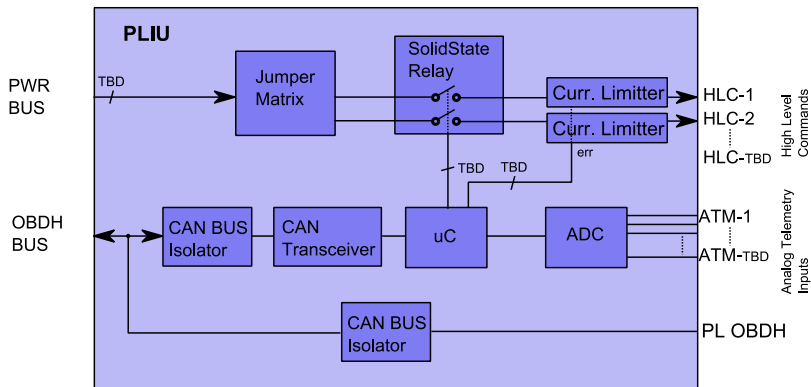 PLIU
PWR
BUS
TBD
Jumper
Matrix
SolidState
Relay
Curr. Limitter
Curr. Limitter
err
HLC-1
HLC-2
HLC-TBD
High Level
Commands
TBD
TBD
OBDH
BUS
CAN BUS
Isolator
CAN
Transceiver
uC
ADC
ATM-1
ATM-TBD
Analog Telemetry
Inputs
CAN BUS
Isolator
PL OBDH